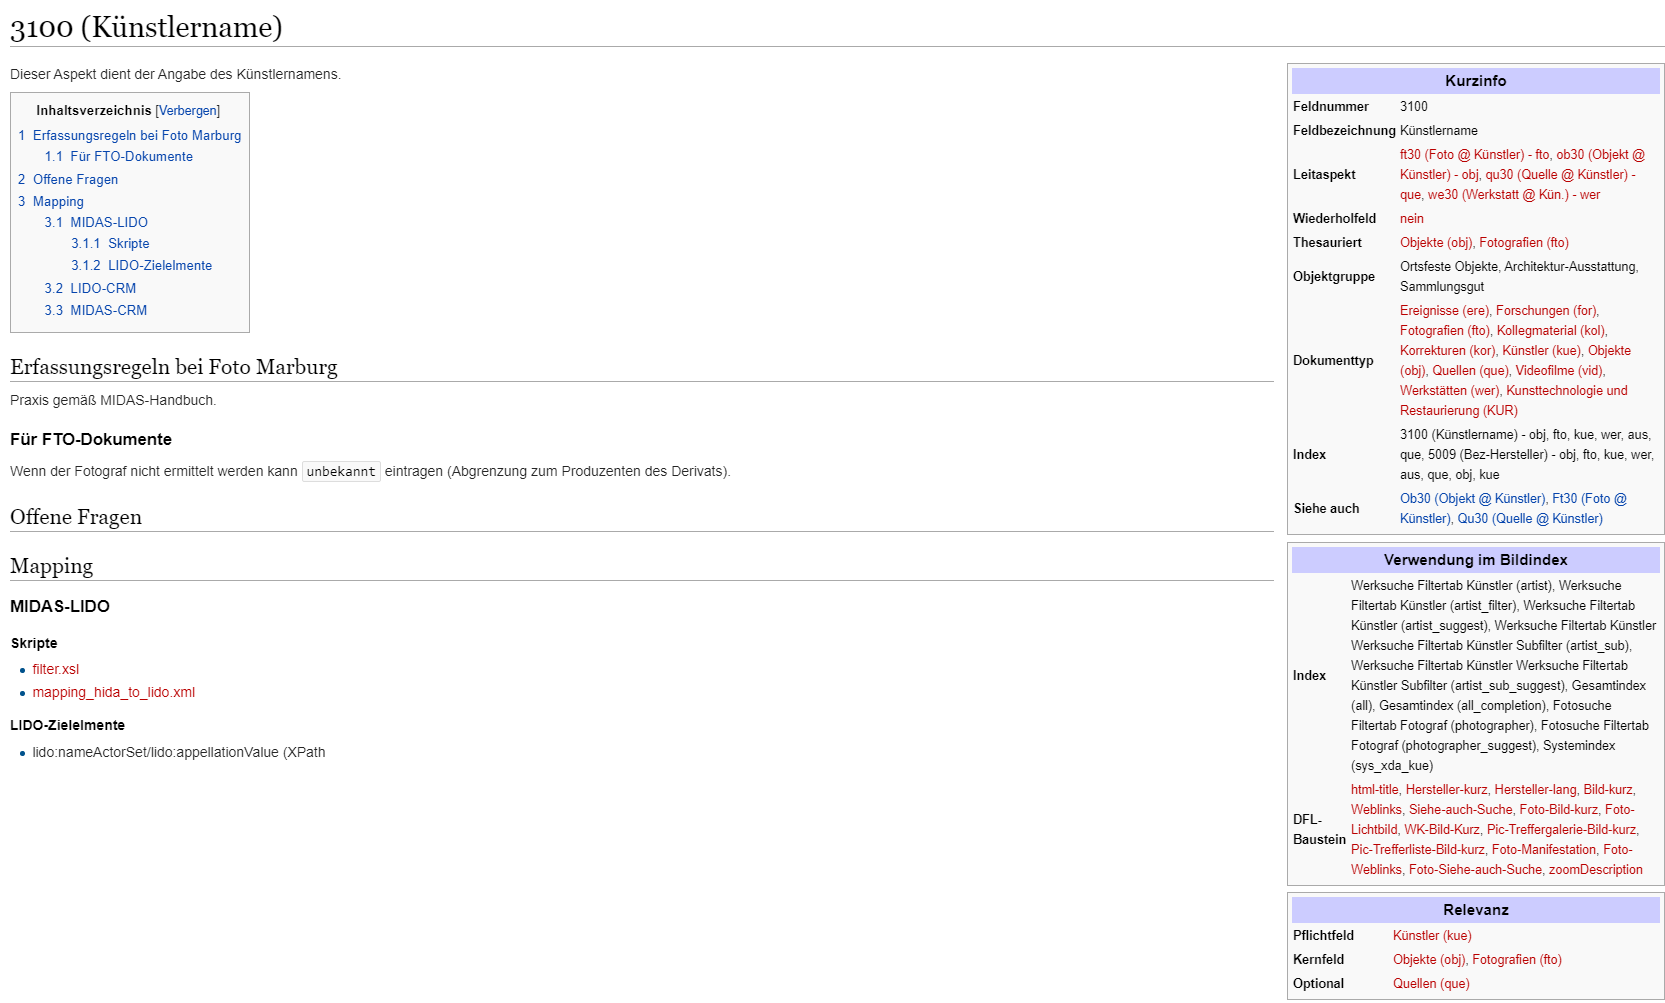 3100 (Künstlername)
Dieser Aspekt dient der Angabe des Künstlernamens.
Inhaltsverzeichnis [Verbergen]
1 Erfassungsregeln bei Foto Marburg
1.1 Für FTO-Dokumente
2 Offene Fragen
3 Mapping
3.1 MIDAS-LIDO
3.1.1 Skripte
3.1.2 LIDO-Zielelmente
3.2 LIDO-CRM
3.3 MIDAS-CRM
Erfassungsregeln bei Foto Marburg
Praxis gemäß MIDAS-Handbuch.
Für FTO-Dokumente
Wenn der Fotograf nicht ermittelt werden kann unbekannt eintragen (Abgrenzung zum Produzenten des Derivats).
Offene Fragen
Mapping
MIDAS-LIDO
Skripte
• filter.xsl
• mapping_hida_to_lido.xml
LIDO-Zielelmente
• lido:nameActorSet/lido:appellationValue (XPath
Kurzinfo
Feldnummer 3100
Feldbezeichnung Künstlername
Leitaspekt ft30 (Foto @ Künstler) - fto, ob30 (Objekt @
Künstler) - obj, qu30 (Quelle @ Künstler) -
que, we30 (Werkstatt @ Kün.) - wer
Wiederholfeld nein
Thesauriert Objekte (obj), Fotografien (fto)
Objektgruppe Ortsfeste Objekte, Architektur-Ausstattung,
Sammlungsgut
Dokumenttyp Ereignisse (ere), Forschungen (for),
Fotografien (fto), Kollegmaterial (kol),
Korrekturen (kor), Künstler (kue), Objekte
(obj), Quellen (que), Videofilme (vid),
Werkstätten (wer), Kunsttechnologie und
Restaurierung (KUR)
Index 3100 (Künstlername) - obj, fto, kue, wer, aus,
que, 5009 (Bez-Hersteller) - obj, fto, kue, wer,
aus, que, obj, kue
Siehe auch Ob30 (Objekt @ Künstler), Ft30 (Foto @
Künstler), Qu30 (Quelle @ Künstler)
Verwendung im Bildindex
Index Werksuche Filtertab Künstler (artist), Werksuche
Filtertab Künstler (artist_filter), Werksuche Filtertab
Künstler (artist_suggest), Werksuche Filtertab Künstler
Werksuche Filtertab Künstler Subfilter (artist_sub),
Werksuche Filtertab Künstler Werksuche Filtertab
Künstler Subfilter (artist_sub_suggest), Gesamtindex
(all), Gesamtindex (all_completion), Fotosuche
Filtertab Fotograf (photographer), Fotosuche Filtertab
Fotograf (photographer_suggest), Systemindex
(sys_xda_kue)
DFL-Baustein html-title, Hersteller-kurz, Hersteller-lang, Bild-kurz,
Weblinks, Siehe-auch-Suche, Foto-Bild-kurz, Foto-
Lichtbild, WK-Bild-Kurz, Pic-Treffergalerie-Bild-kurz,
Pic-Trefferliste-Bild-kurz, Foto-Manifestation, Foto-
Weblinks, Foto-Siehe-auch-Suche, zoomDescription
Relevanz
Pflichtfeld Künstler (kue)
Kernfeld Objekte (obj), Fotografien (fto)
Optional Quellen (que)